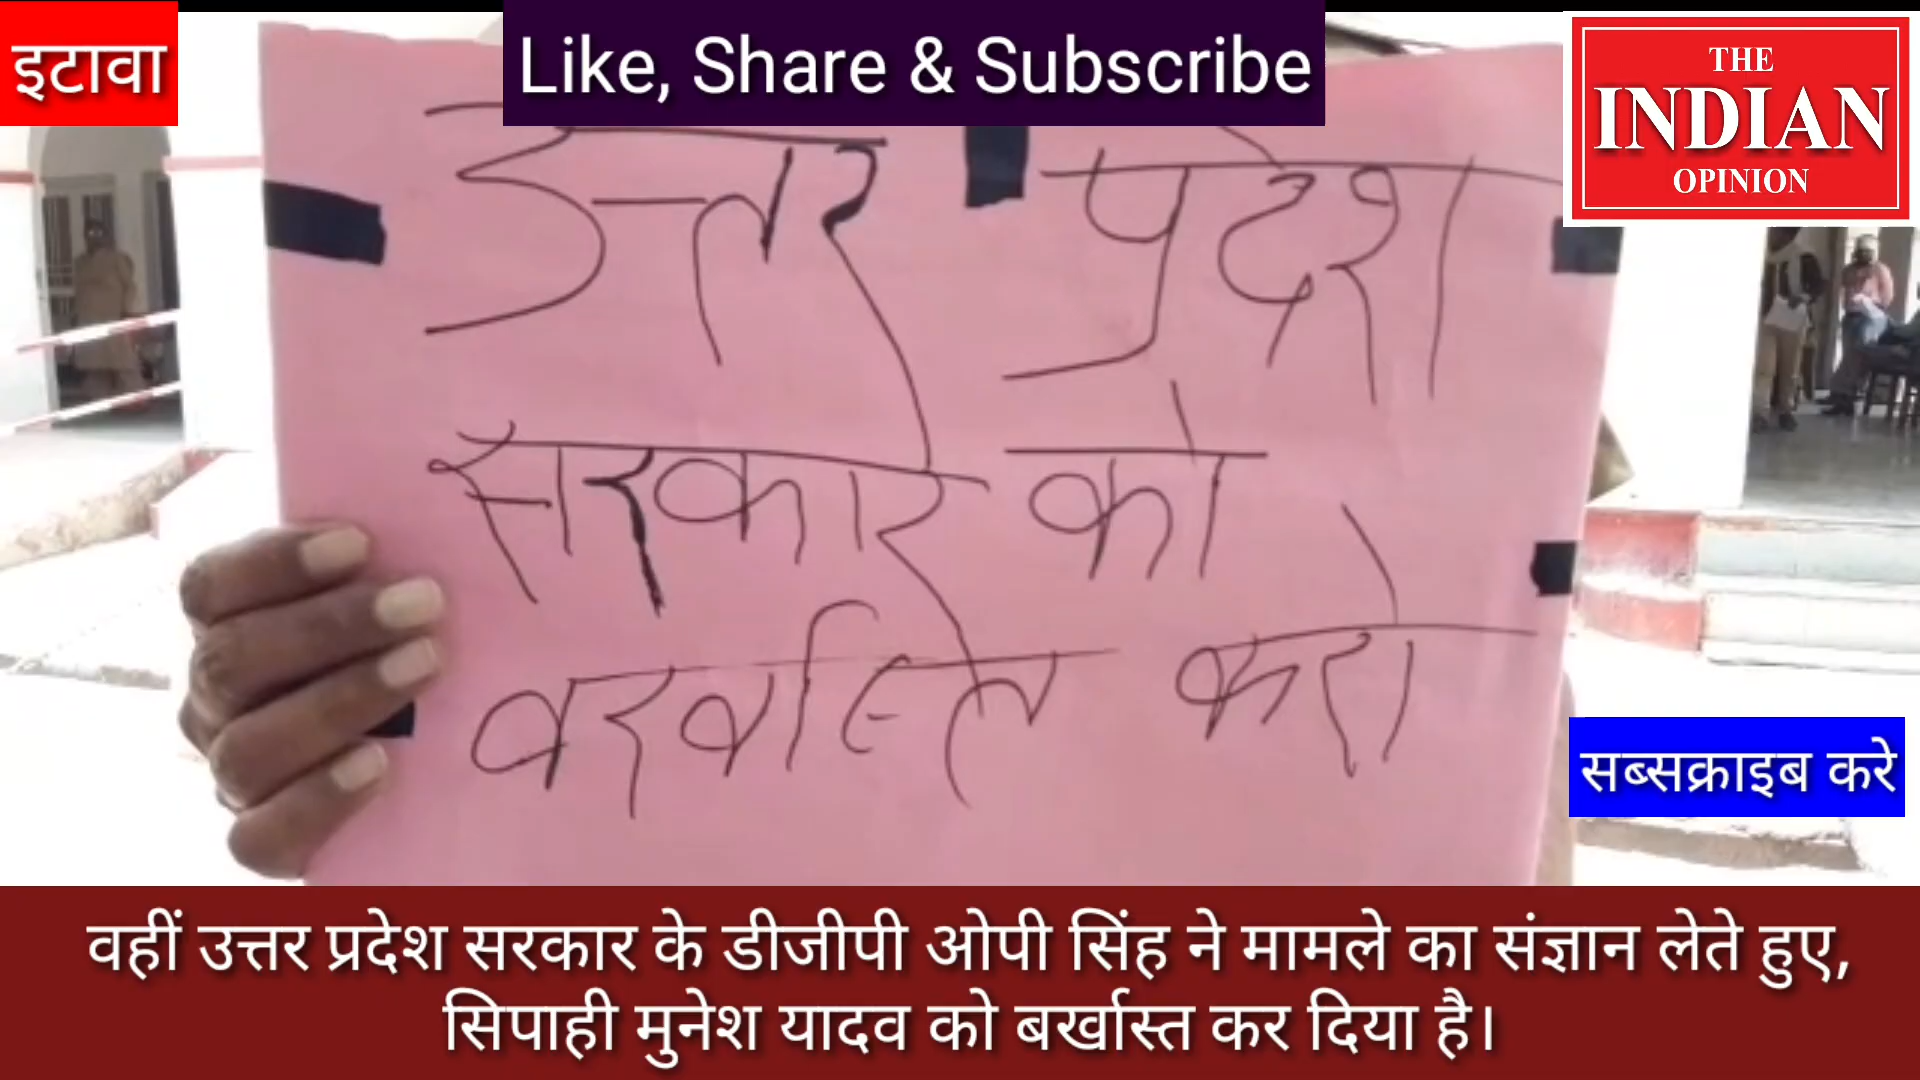 इटावा
Like, Share & Subscribe
THE
INDIAN
OPINION
उत्तर प्रदेश
सरकार को
करो
सब्सक्राइब करे
वहीं उत्तर प्रदेश सरकार के डीजीपी ओपी सिंह ने मामले का संज्ञान लेते हुए,
सिपाही मुनेश यादव को बर्खास्त कर दिया है।